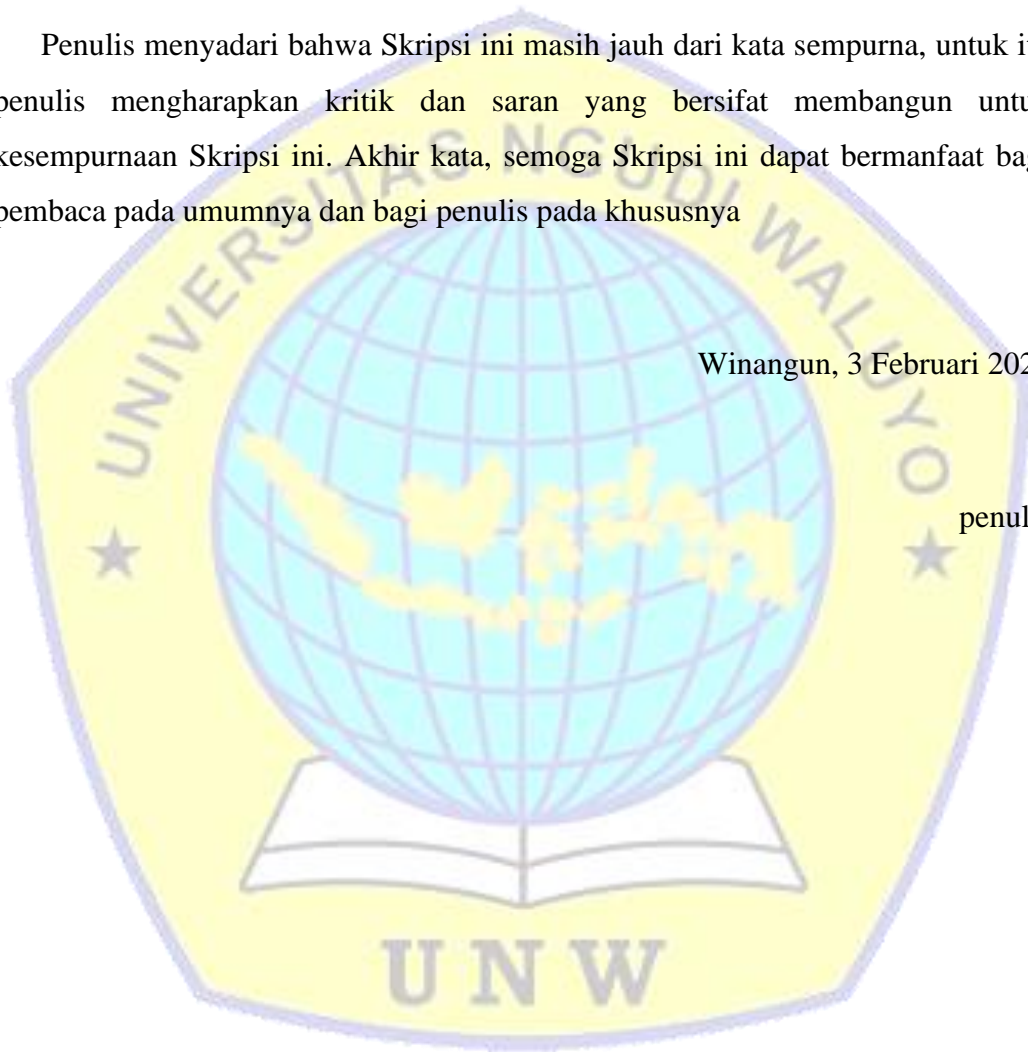 Penulis menyadari bahwa Skripsi ini masih jauh dari kata sempurna, untuk
penulis mengharapkan kritik dan saran yang bersifat membangun
kesempurnaan Skripsi ini. Akhir kata, semoga Skripsi ini dapat bermanfaat
pembaca pada umumnya dan bagi penulis pada khususnya
UNIVERSITAS NGUDI WALUYO
Winangun, 3 Februari
UNW